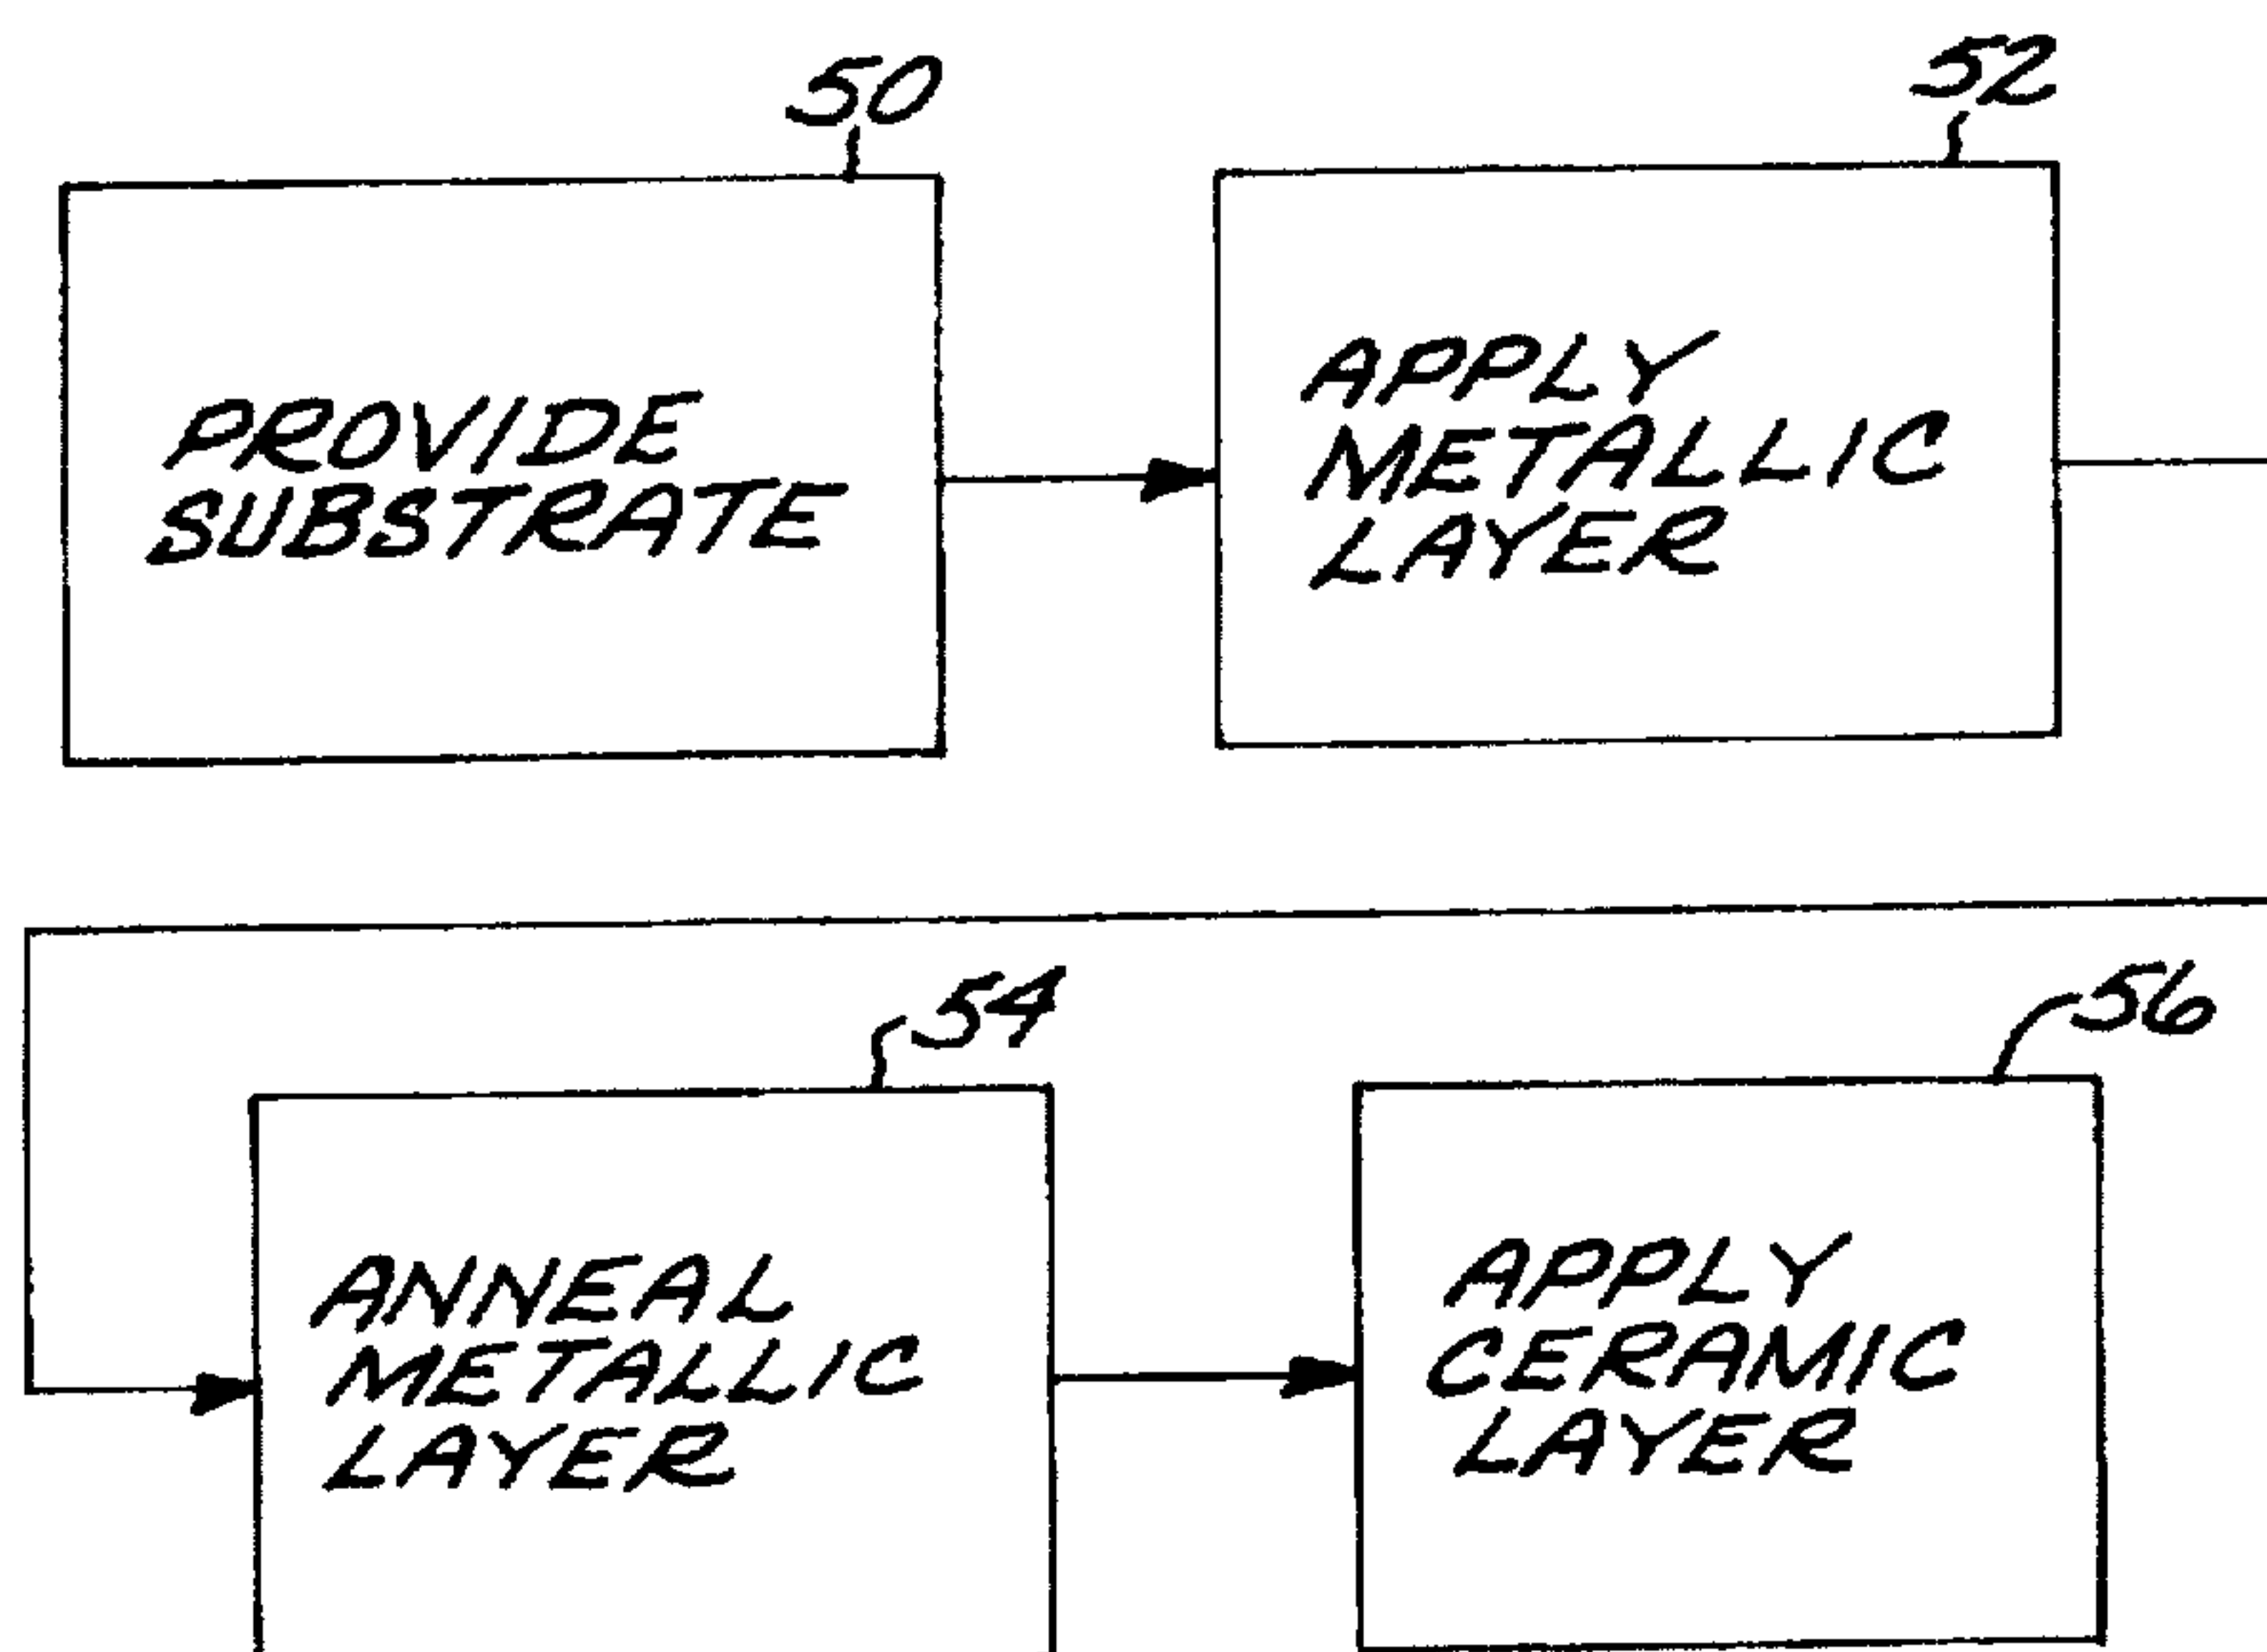 50
PROVIDE
SUBSTRATE
52
APPLY
METALLIC
LAYER
54
ANNEAL
METALLIC
LAYER
56
APPLY
CERAMIC
LAYER